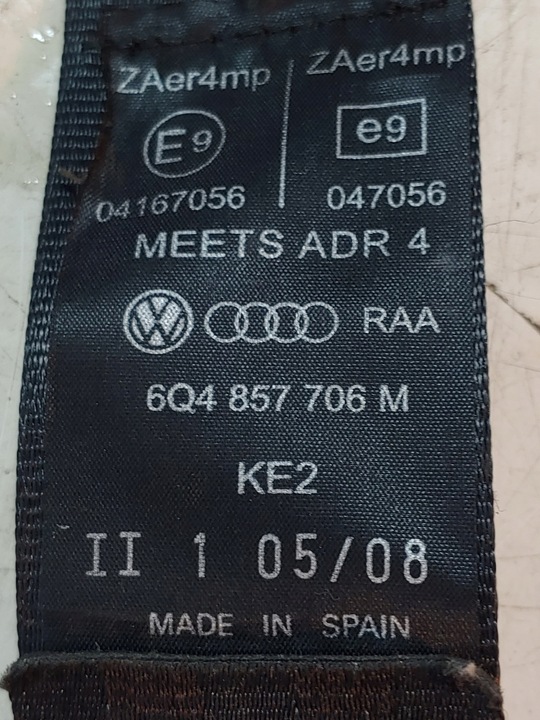 ZAer4mp ZAer4mp
E9 e9
04167056 047056
MEETS ADR 4
VW RAA
6Q4 857 706 M
KE2
II 1 05/08
MADE IN SPAIN